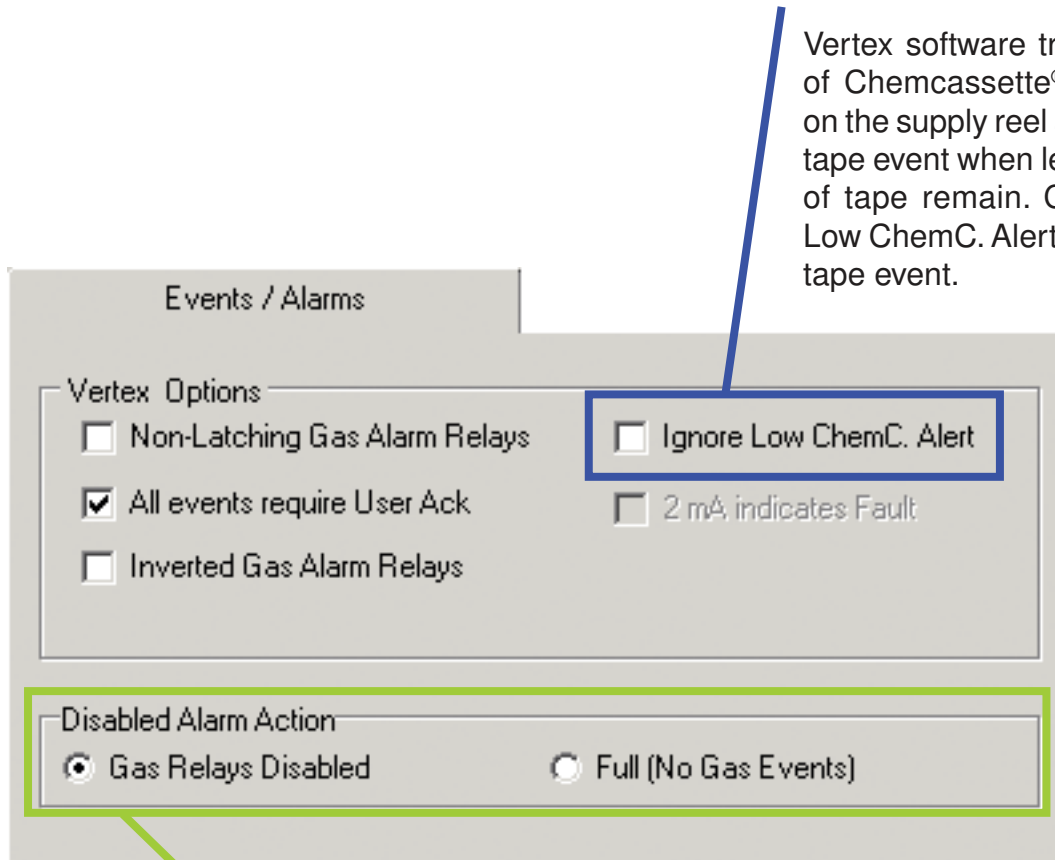 Vertex software
of Chemcassette®
on the supply reel
tape event when
of tape remain.
Low ChemC. Alert
tape event.
Events / Alarms
Vertex Options
Non-Latching Gas Alarm Relays
Ignore Low ChemC. Alert
All events require User Ack
2 mA indicates Fault
Inverted Gas Alarm Relays
Disabled Alarm Action
Gas Relays Disabled
Full (No Gas Events)